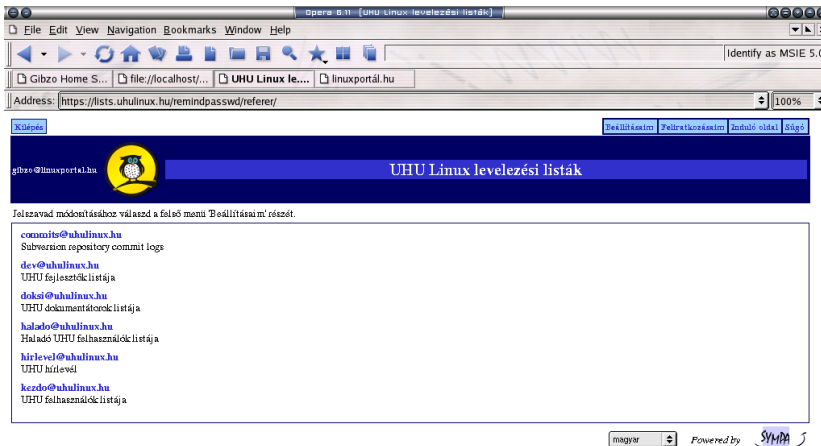 Opera 6.11 [UHU Linux levelezési listák]
File Edit View Navigation Bookmarks Window Help
Identify as MSIE 5.0
Gibzo Home S... file://localhost/... UHU Linux le.... linuxportál.hu
Address: https://lists.uhulinux.hu/remindpasswd/referer/ 100%
Kilépés Beállításaim Feliratkozásaim Induló oldal Súgó
gibzo@linuxportal.hu UHU Linux levelezési listák
Jelszavad módosításához válaszd a felső menü 'Beállításaim' részét.
commits@uhulinux.hu
Subversion repository commit logs
dev@uhulinux.hu
UHU fejlesztők listája
doksi@uhulinux.hu
UHU dokumentátorok listája
halado@uhulinux.hu
Haladó UHU felhasználók listája
hirlevel@uhulinux.hu
UHU hírlevél
kezdo@uhulinux.hu
UHU felhasználók listája
magyar Powered by SYMPA